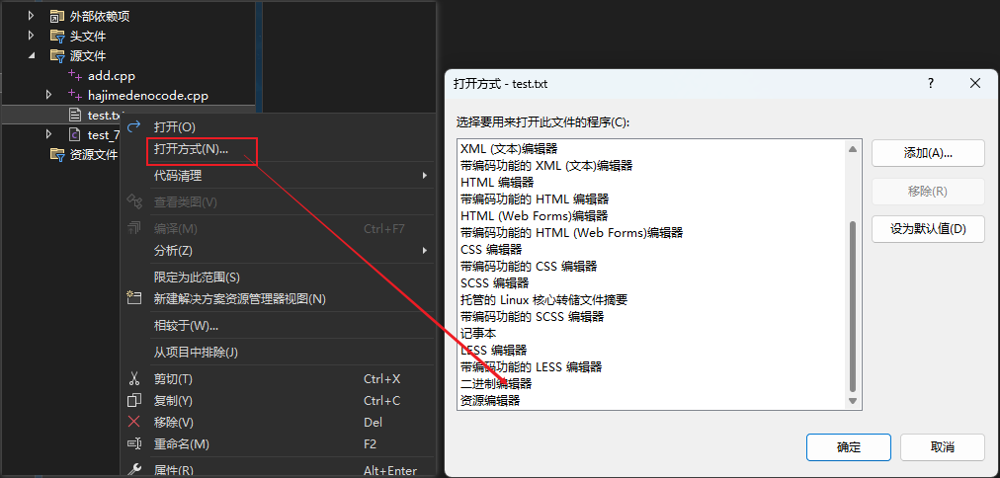 外部依赖项
头文件
源文件
add.cpp
hajimedenocode.cpp
test.tx
test_7
资源文件
打开(O)
打开方式(N)...
代码清理
查看类图(V)
编译(M) Ctrl+F7
分析(Z)
限定为此范围(S)
新建解决方案资源管理器视图(N)
相较于(W)...
从项目中排除(J)
剪切(T) Ctrl+X
复制(Y) Ctrl+C
移除(V) Del
重命名(M) F2
属性(R) Alt+Enter
打开方式 - test.txt
选择要用来打开此文件的程序(C):
XML (文本)编辑器
带编码功能的 XML (文本)编辑器
HTML 编辑器
带编码功能的 HTML 编辑器
HTML (Web Forms)编辑器
带编码功能的 HTML (Web Forms)编辑器
CSS 编辑器
带编码功能的 CSS 编辑器
SCSS 编辑器
托管的 Linux 核心转储文件摘要
带编码功能的 SCSS 编辑器
记事本
LESS 编辑器
带编码功能的 LESS 编辑器
二进制编辑器
资源编辑器
添加(A)...
移除(R)
设为默认值(D)
确定
取消